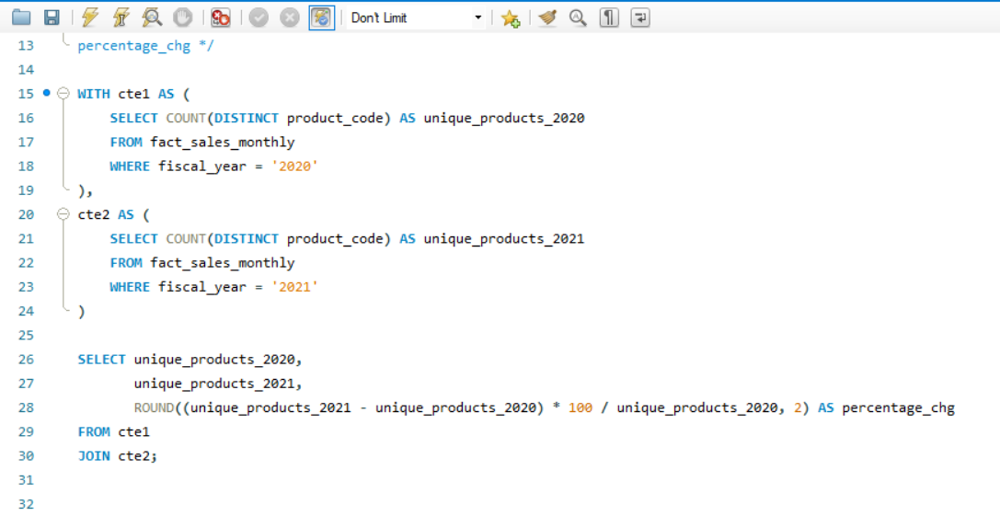 Don't Limit
13 percentage_chg */
14
15 WITH cte1 AS (
16 SELECT COUNT(DISTINCT product_code) AS unique_products_2020
17 FROM fact_sales_monthly
18 WHERE fiscal_year = '2020'
19 ),
20 cte2 AS (
21 SELECT COUNT(DISTINCT product_code) AS unique_products_2021
22 FROM fact_sales_monthly
23 WHERE fiscal_year = '2021'
24 )
25
26 SELECT unique_products_2020,
27 unique_products_2021,
28 ROUND((unique_products_2021 - unique_products_2020) * 100 / unique_products_2020, 2) AS percentage_chg
29 FROM cte1
30 JOIN cte2;
31
32